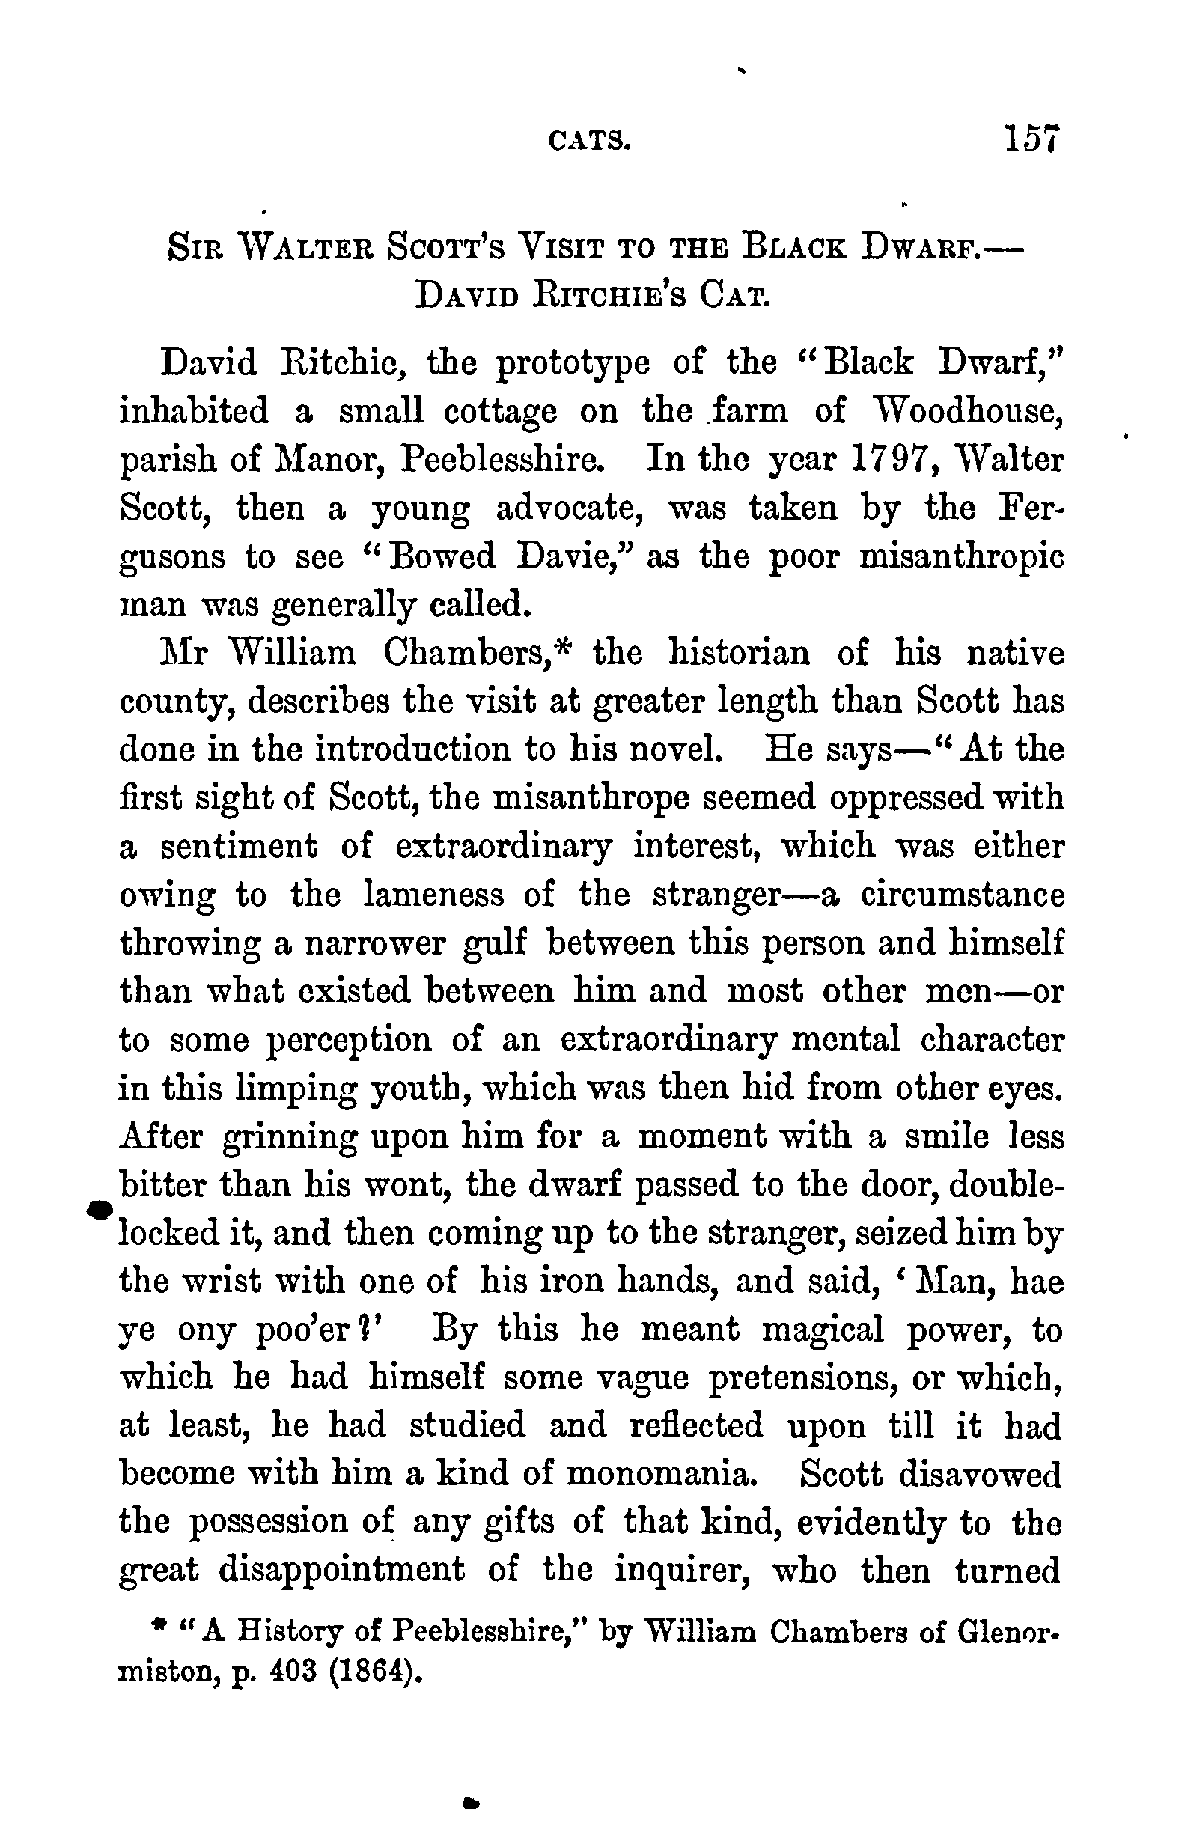 CATS. 157
SIR WALTER SCOTT'S VISIT TO THE BLACK DWARF.—
DAVID RITCHIE'S CAT.
David Ritchie, the prototype of the "Black Dwarf,"
inhabited a small cottage on the farm of Woodhouse,
parish of Manor, Peeblesshire. In the year 1797, Walter
Scott, then a young advocate, was taken by the Fer-
gusons to see "Bowed Davie," as the poor misanthropic
man was generally called.
Mr William Chambers,* the historian of his native
county, describes the visit at greater length than Scott has
done in the introduction to his novel. He says—"At the
first sight of Scott, the misanthrope seemed oppressed with
a sentiment of extraordinary interest, which was either
owing to the lameness of the stranger—a circumstance
throwing a narrower gulf between this person and himself
than what existed between him and most other men—or
to some perception of an extraordinary mental character
in this limping youth, which was then hid from other eyes.
After grinning upon him for a moment with a smile less
bitter than his wont, the dwarf passed to the door, double-
locked it, and then coming up to the stranger, seized him by
the wrist with one of his iron hands, and said, 'Man, hae
ye ony poo'er?' By this he meant magical power, to
which he had himself some vague pretensions, or which,
at least, he had studied and reflected upon till it had
become with him a kind of monomania. Scott disavowed
the possession of any gifts of that kind, evidently to the
great disappointment of the inquirer, who then turned
* "A History of Peeblesshire," by William Chambers of Glenor-
miston, p. 403 (1864).